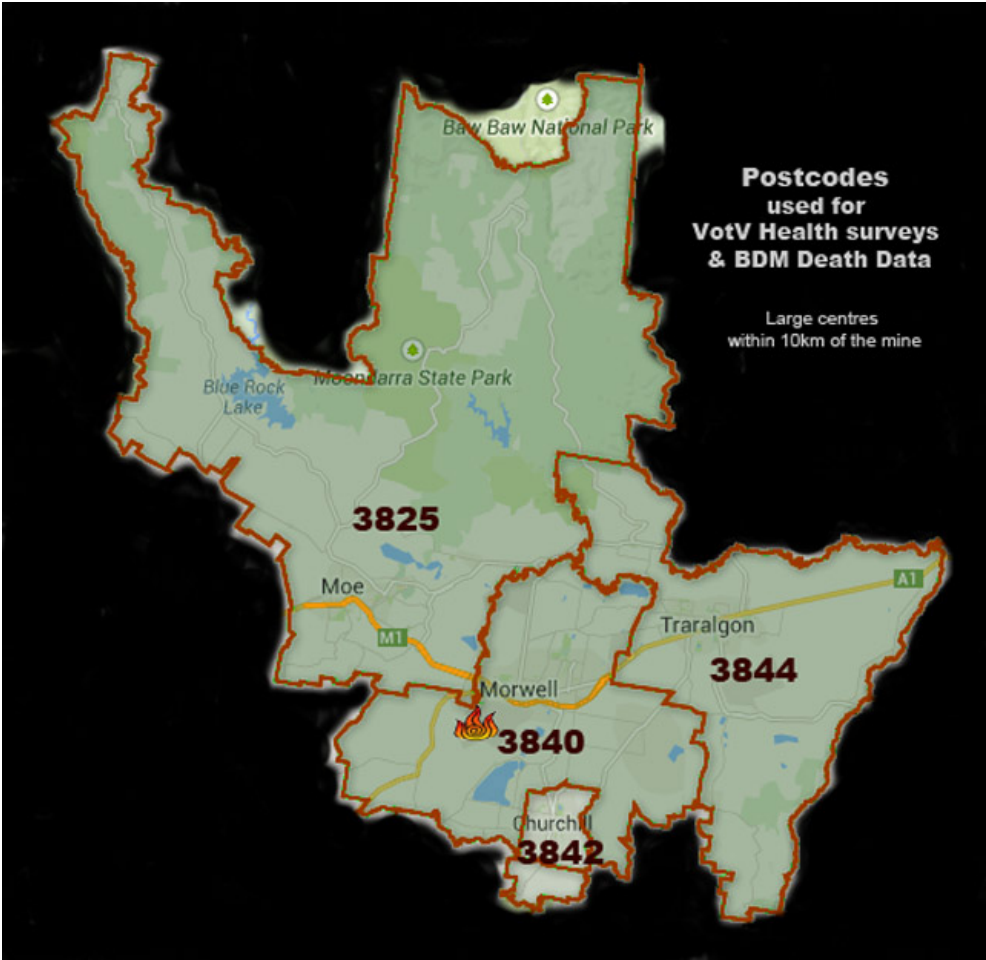 Baw Baw National Park
Postcodes
used for
VotV Health surveys
& BDM Death Data
Large centres
within 10km of the mine
Moondarra State Park
Blue Rock
Lake
3825
Moe
A1
M1
Traralgon
3844
Morwell
3840
Churchill
3842